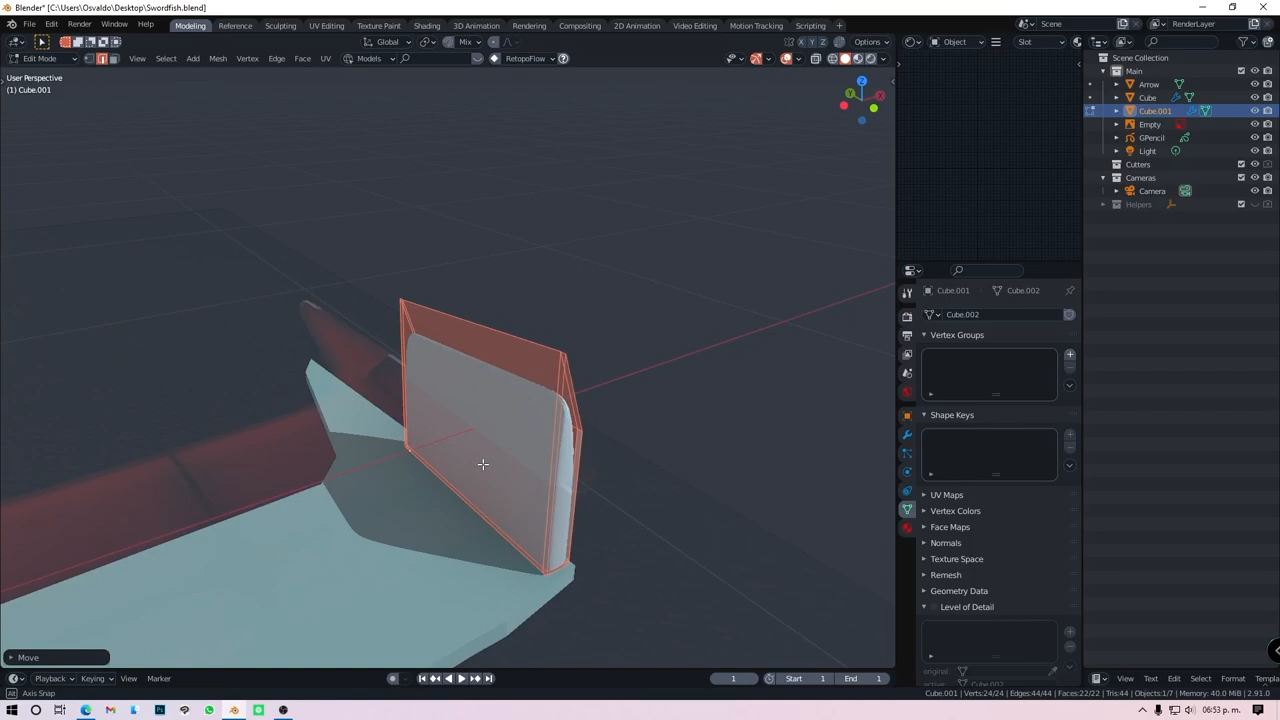 Blender* [C:\Users\Osvaldo\Desktop\Swordfish.blend]
File Edit Render Window Help Modeling Reference Sculpting UV Editing Texture Paint Shading 3D Animation Rendering Compositing 2D Animation Video Editing Motion Tracking Scripting + Scene RenderLayer
Global Mix X Y Z Options Object Slot
Edit Mode View Select Add Mesh Vertex Edge Face UV Models RetopoFlow
User Perspective
(1) Cube.001
Z
Y
X
Scene Collection
Main
Arrow
Cube
Cube.001
Empty
GPencil
Light
Cutters
Cameras
Camera
Helpers
Cube.001 Cube.002
Cube.002
Vertex Groups
Shape Keys
UV Maps
Vertex Colors
Face Maps
Normals
Texture Space
Remesh
Geometry Data
Level of Detail
original:
active: Cube.002
Move
Playback Keying View Marker 1 Start 1 End 1 View Text Edit Select Format Templa
Alt Axis Snap
Cube.001 | Verts:24/24 | Edges:44/44 | Faces:22/22 | Tris:44 | Objects:1/7 | Memory: 40.0 MiB | 2.91.0
06:53 p. m.